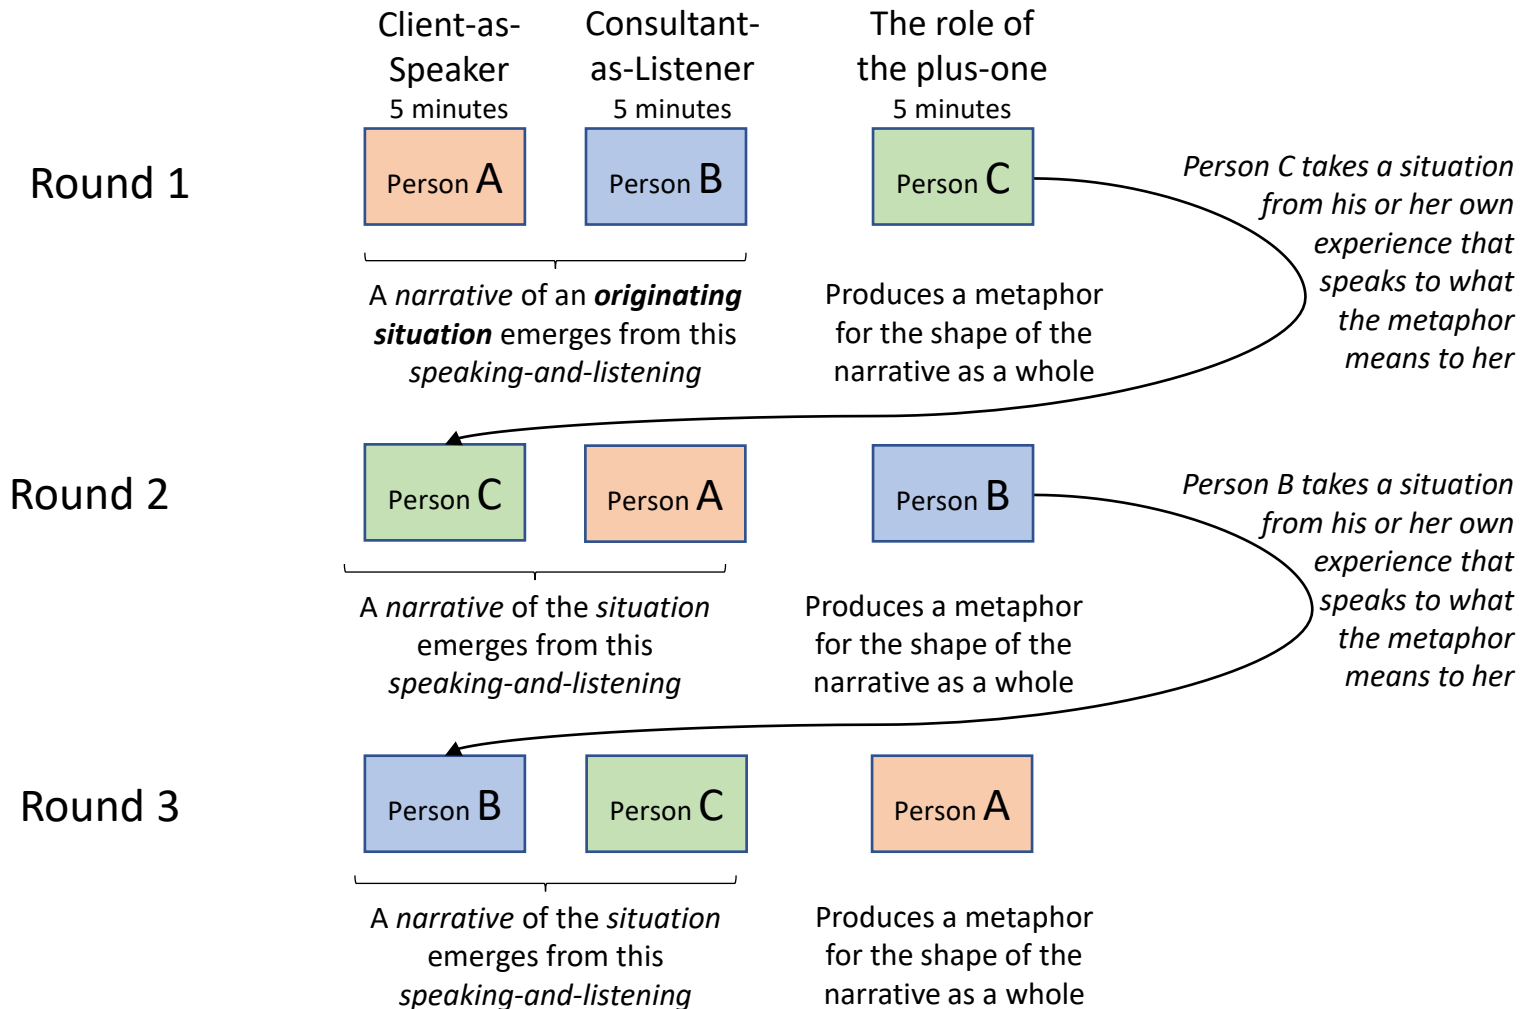 Client-as-
Speaker
5 minutes
Consultant-
as-Listener
5 minutes
The role of
the plus-one
5 minutes
Round 1
Person A
Person B
Person C
Person C takes a situation
from his or her own
experience that
speaks to what
the metaphor
means to her
A narrative of an originating
situation emerges from this
speaking-and-listening
Produces a metaphor
for the shape of the
narrative as a whole
Round 2
Person C
Person A
Person B
Person B takes a situation
from his or her own
experience that
speaks to what
the metaphor
means to her
A narrative of the situation
emerges from this
speaking-and-listening
Produces a metaphor
for the shape of the
narrative as a whole
Round 3
Person B
Person C
Person A
A narrative of the situation
emerges from this
speaking-and-listening
Produces a metaphor
for the shape of the
narrative as a whole